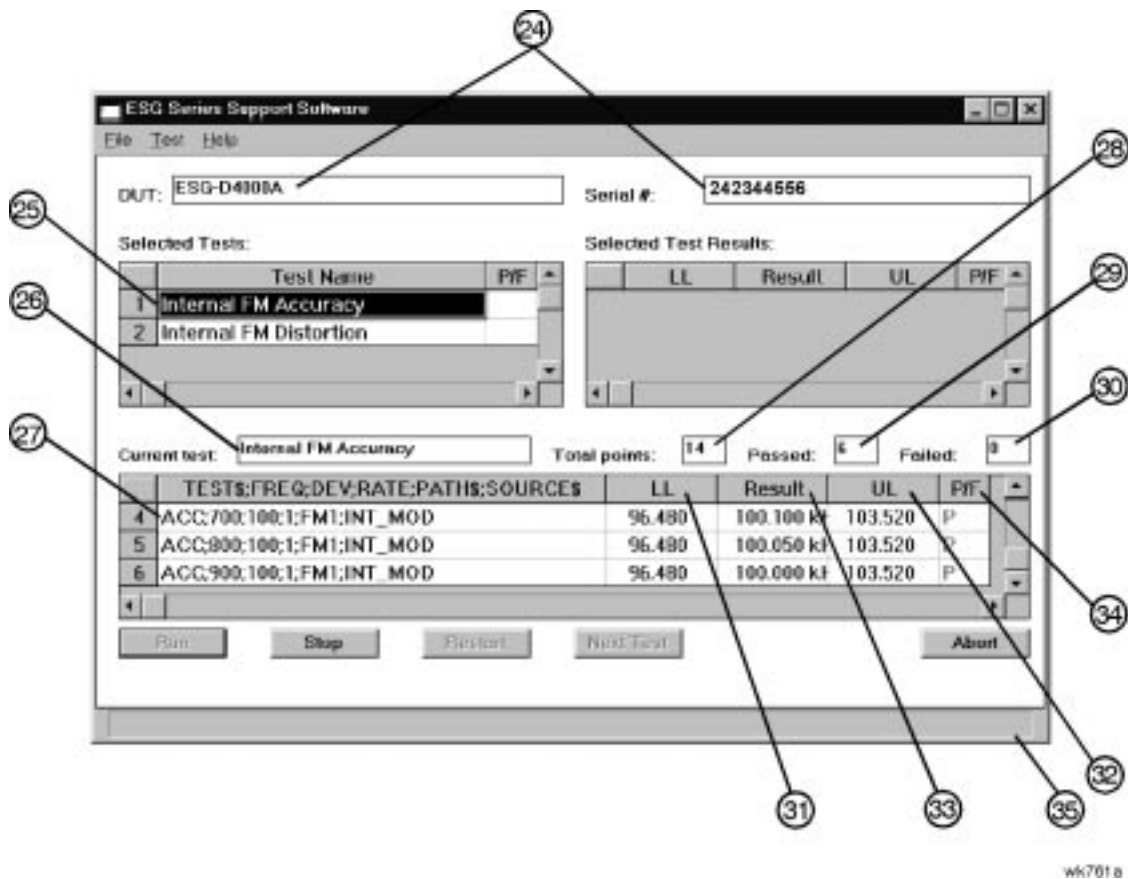 24
ESG Series Support Software
File Test Help
28
DUT: ESG-D4000A Serial #: 242344556
25
Selected Tests: Selected Test Results:
29
Test Name P/F LL Result UL P/F
26
1 Internal FM Accuracy
2 Internal FM Distortion
30
27
Current test: Internal FM Accuracy Total points: 14 Passed: 6 Failed: 0
TEST$;FREQ;DEV;RATE;PATH$;SOURCE$ LL Result UL P/F
4 ACC;700;100;1;FM1;INT_MOD 96.480 100.100 kH 103.520 P
5 ACC;800;100;1;FM1;INT_MOD 96.480 100.050 kH 103.520 P
6 ACC;900;100;1;FM1;INT_MOD 96.480 100.000 kH 103.520 P
34
Run Stop Restart Next Test Abort
32
31 33 35
wk761a